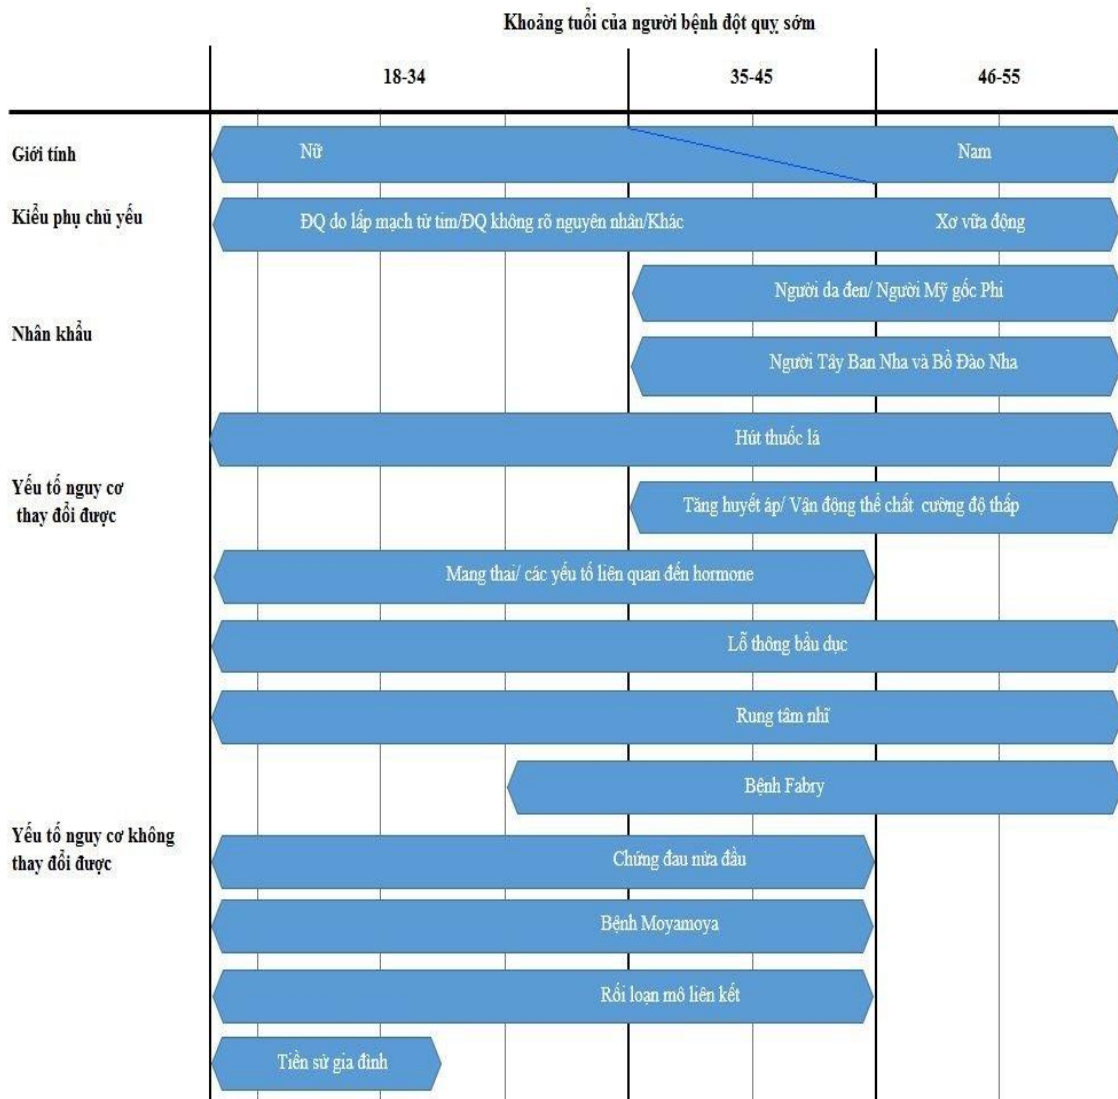 Khoảng tuổi của người bệnh đột quỵ sớm
18-34 35-45 46-55
Giới tính
Nữ Nam
Kiểu phụ chủ yếu
ĐQ do lấp mạch từ tim/ĐQ không rõ nguyên nhân/Khác Xơ vữa động
Nhân khẩu
Người da đen/ Người Mỹ gốc Phi
Người Tây Ban Nha và Bồ Đào Nha
Yếu tố nguy cơ
thay đổi được
Hút thuốc lá
Tăng huyết áp/ Vận động thể chất cường độ thấp
Mang thai/ các yếu tố liên quan đến hormone
Yếu tố nguy cơ không
thay đổi được
Lỗ thông bầu dục
Rung tâm nhĩ
Bệnh Fabry
Chứng đau nửa đầu
Bệnh Moyamoya
Rối loạn mô liên kết
Tiền sử gia đình